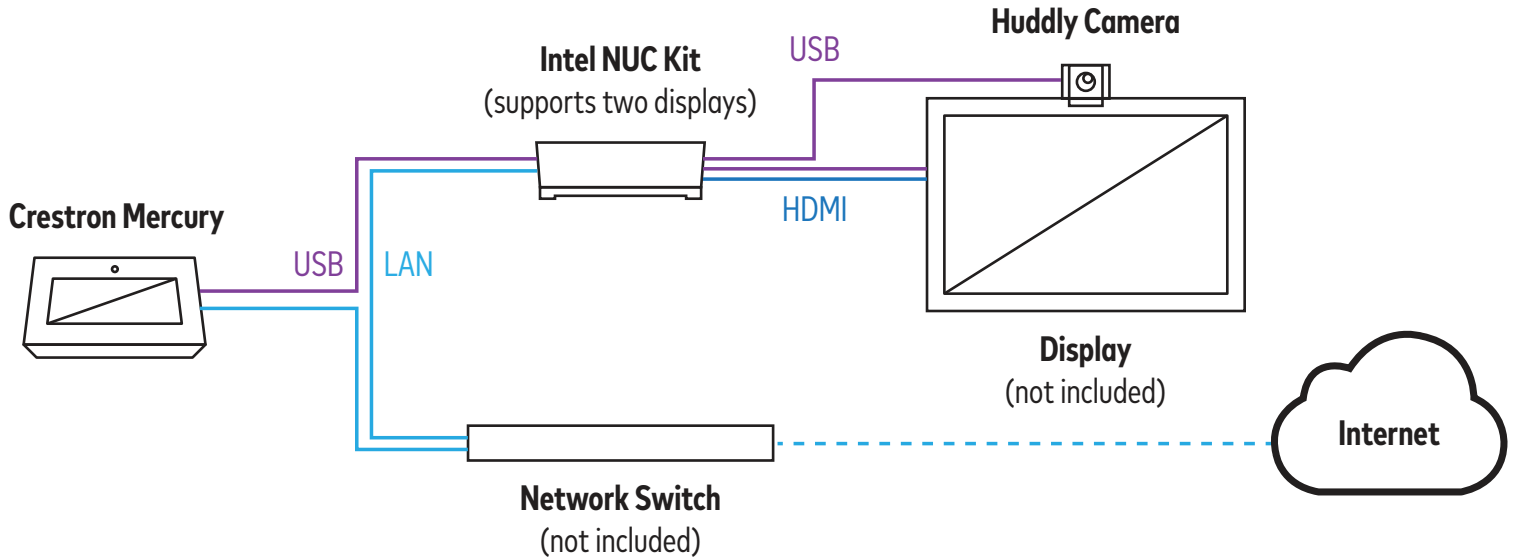 Huddly Camera
USB
Intel NUC Kit
(supports two displays)
HDMI
Crestron Mercury
USB
LAN
Display
(not included)
Internet
Network Switch
(not included)